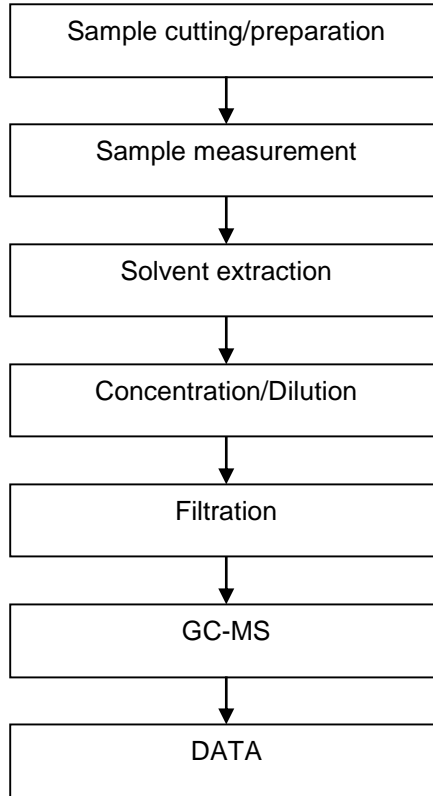 Sample cutting/preparation
Sample measurement
Solvent extraction
Concentration/Dilution
Filtration
GC-MS
DATA